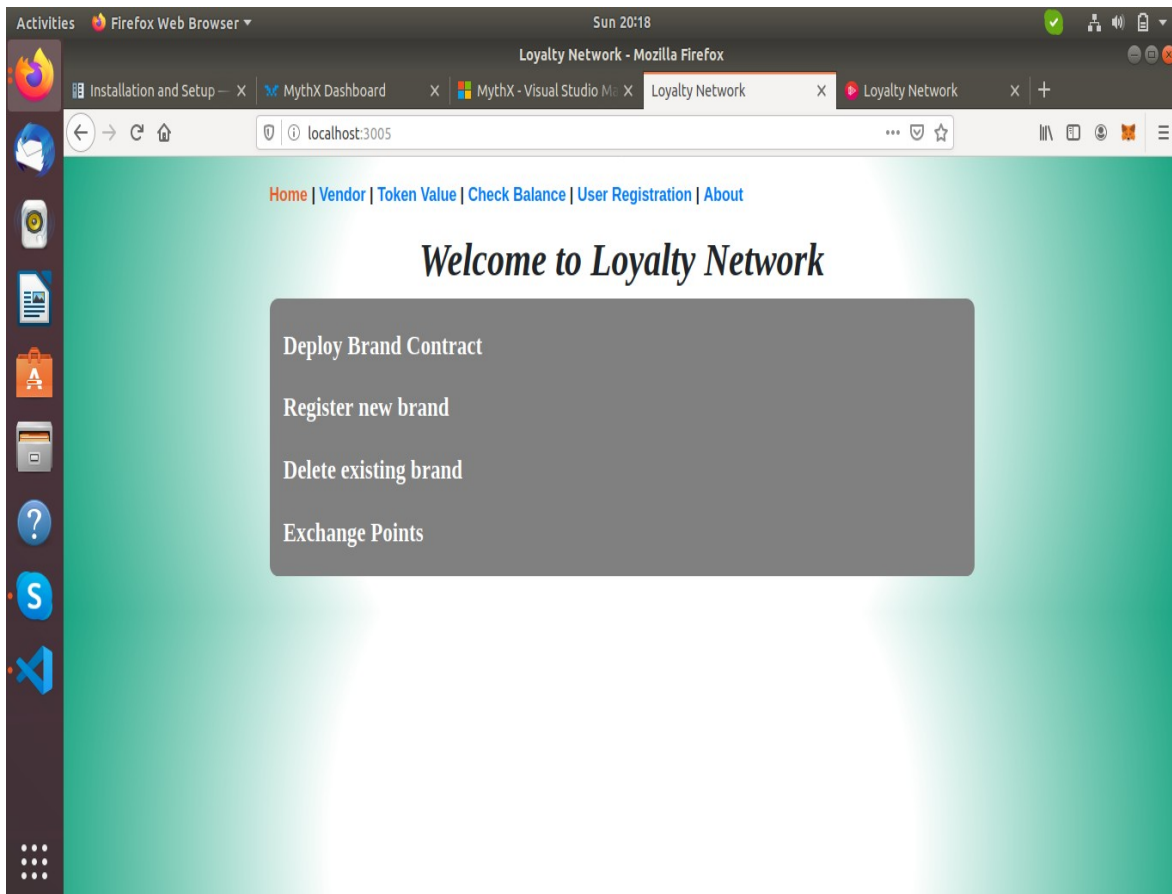 Activities Firefox Web Browser Sun 20:18
Loyalty Network - Mozilla Firefox
Installation and Setup — MythX Dashboard MythX - Visual Studio Ma Loyalty Network Loyalty Network
localhost:3005
Home | Vendor | Token Value | Check Balance | User Registration | About
Welcome to Loyalty Network
Deploy Brand Contract
Register new brand
Delete existing brand
Exchange Points